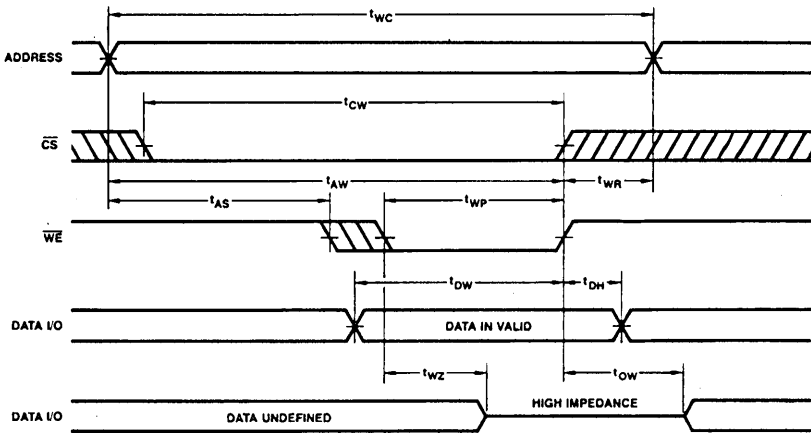 tWC
ADDRESS
tCW
CS
tAW
tWR
tAS
tWP
WE
tDW
tDH
DATA I/O
DATA IN VALID
tWZ
tOW
HIGH IMPEDANCE
DATA I/O
DATA UNDEFINED